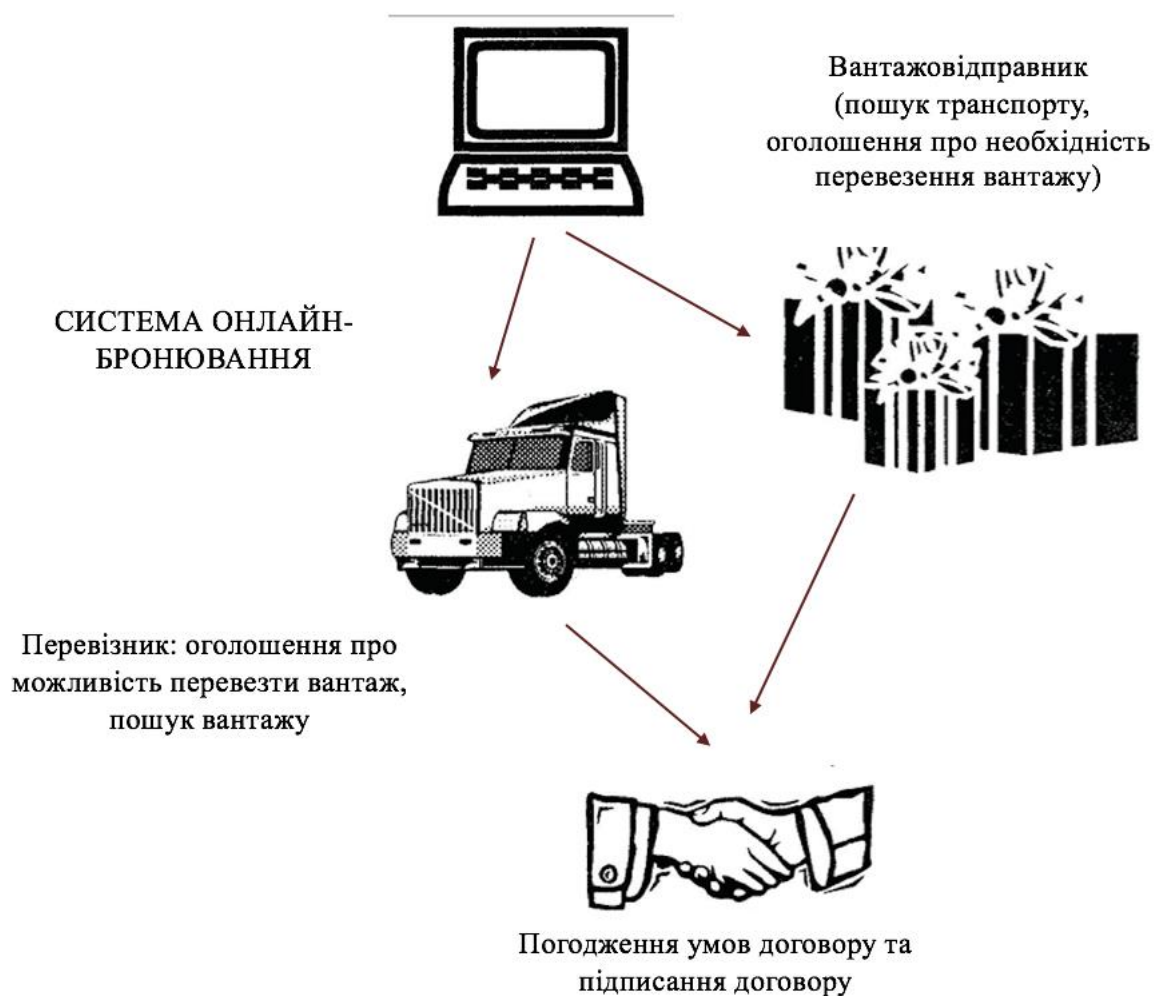 Вантажовідправник
(пошук транспорту,
оголошення про необхідність
перевезення вантажу)
СИСТЕМА ОНЛАЙН-
БРОНЮВАННЯ
Перевізник: оголошення про
можливість перевезти вантаж,
пошук вантажу
Погодження умов договору та
підписання договору